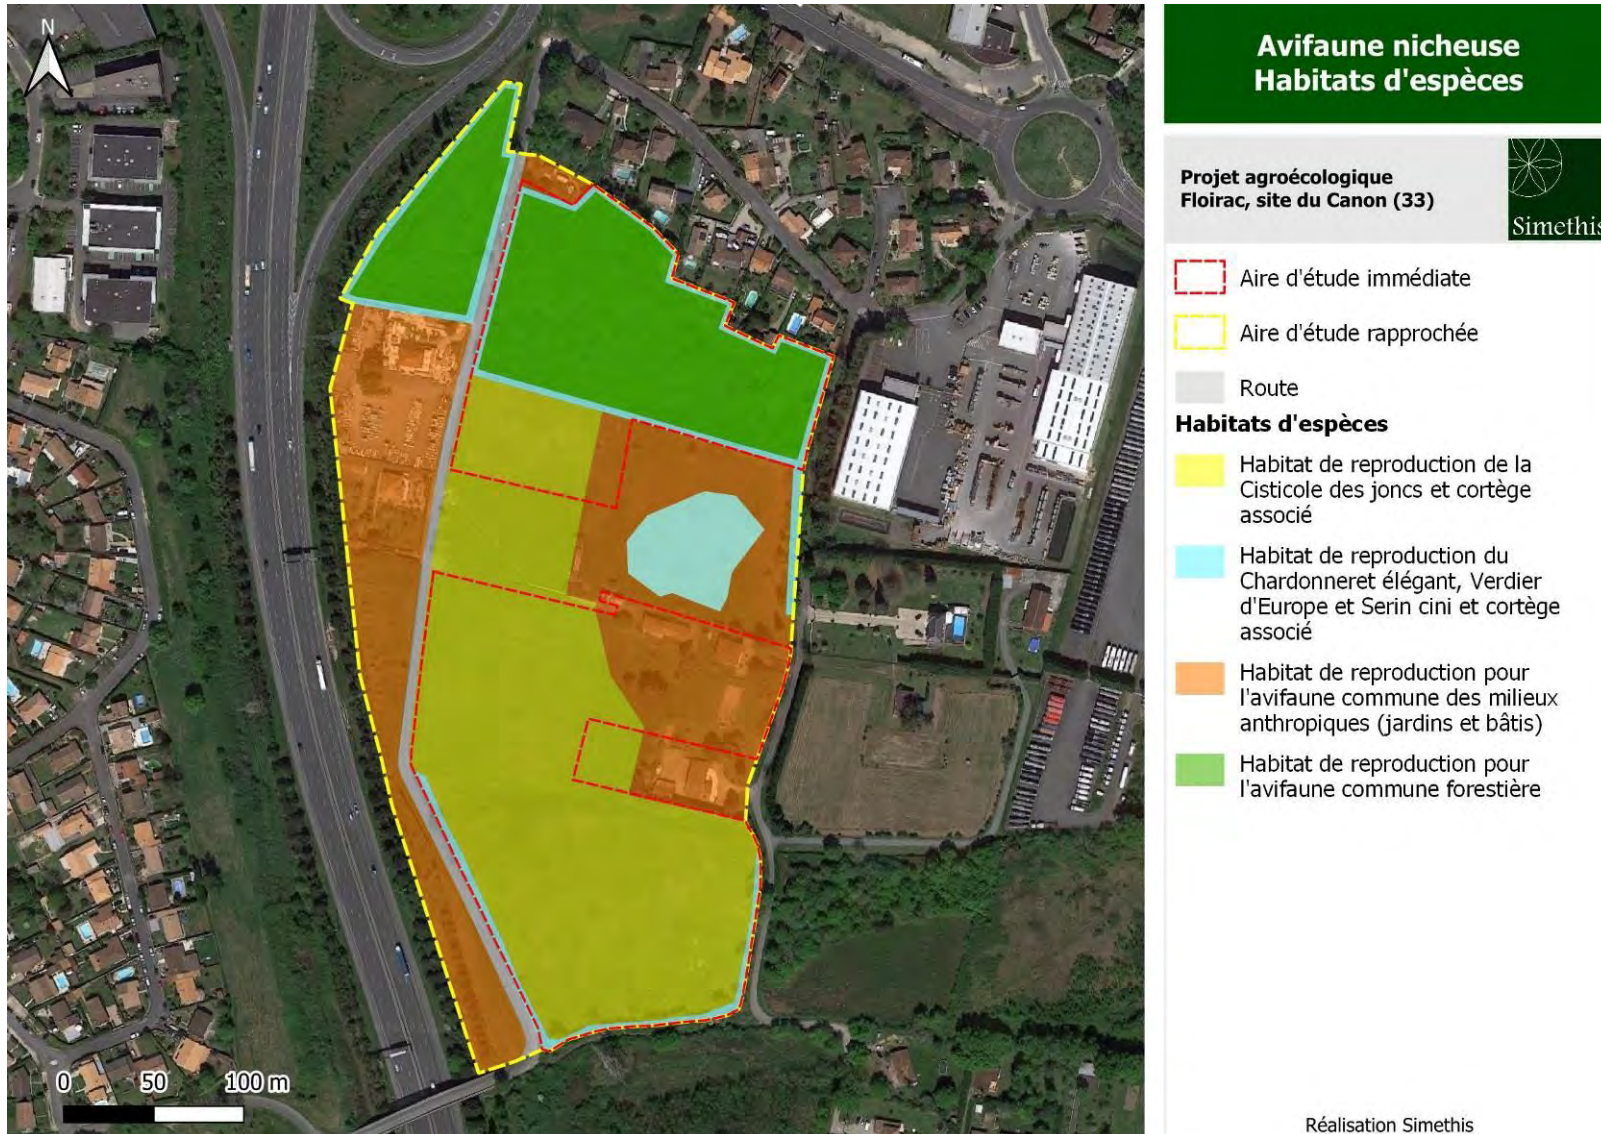 N
0 50 100 m
Avifaune nicheuse
Habitats d'espèces
Projet agroécologique
Floirac, site du Canon (33)
Simethis
Aire d'étude immédiate
Aire d'étude rapprochée
Route
Habitats d'espèces
Habitat de reproduction de la
Cisticole des joncs et cortège
associé
Habitat de reproduction du
Chardonneret élégant, Verdier
d'Europe et Serin cini et cortège
associé
Habitat de reproduction pour
l'avifaune commune des milieux
anthropiques (jardins et bâtis)
Habitat de reproduction pour
l'avifaune commune forestière
Réalisation Simethis